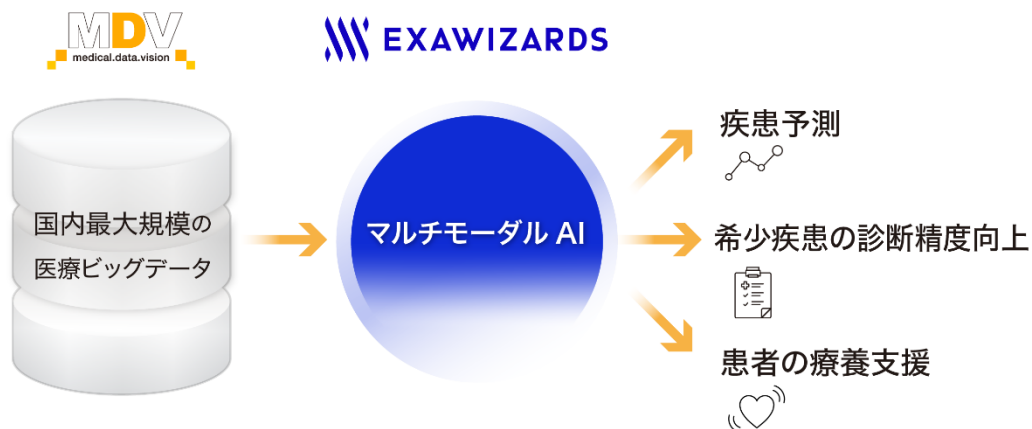 MDV
medical.data.vision
EXAWIZARDS
国内最大規模の
医療ビッグデータ
マルチモーダル AI
疾患予測
希少疾患の診断精度向上
患者の療養支援